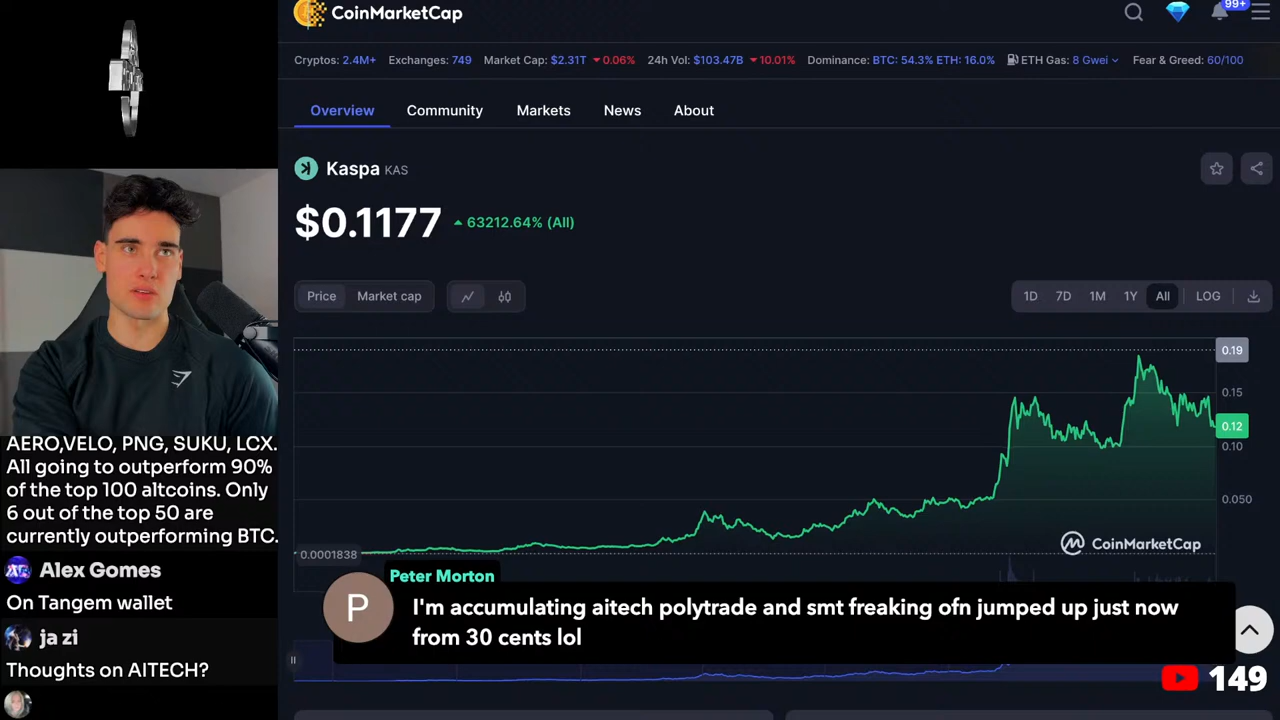 CoinMarketCap
99+
Cryptos: 2.4M+ Exchanges: 749 Market Cap: $2.31T 0.06% 24h Vol: $103.47B 10.01% Dominance: BTC: 54.3% ETH: 16.0% ETH Gas: 8 Gwei Fear & Greed: 60/100
Overview Community Markets News About
Kaspa KAS
$0.1177 63212.64% (All)
Price Market cap
1D 7D 1M 1Y All LOG
0.19
0.15
0.12
0.10
0.050
0.0001838
CoinMarketCap
AERO,VELO, PNG, SUKU, LCX.
All going to outperform 90%
of the top 100 altcoins. Only
6 out of the top 50 are
currently outperforming BTC.
Alex Gomes
On Tangem wallet
ja zi
Thoughts on AITECH?
Peter Morton
P
I'm accumulating aitech polytrade and smt freaking ofn jumped up just now
from 30 cents lol
149